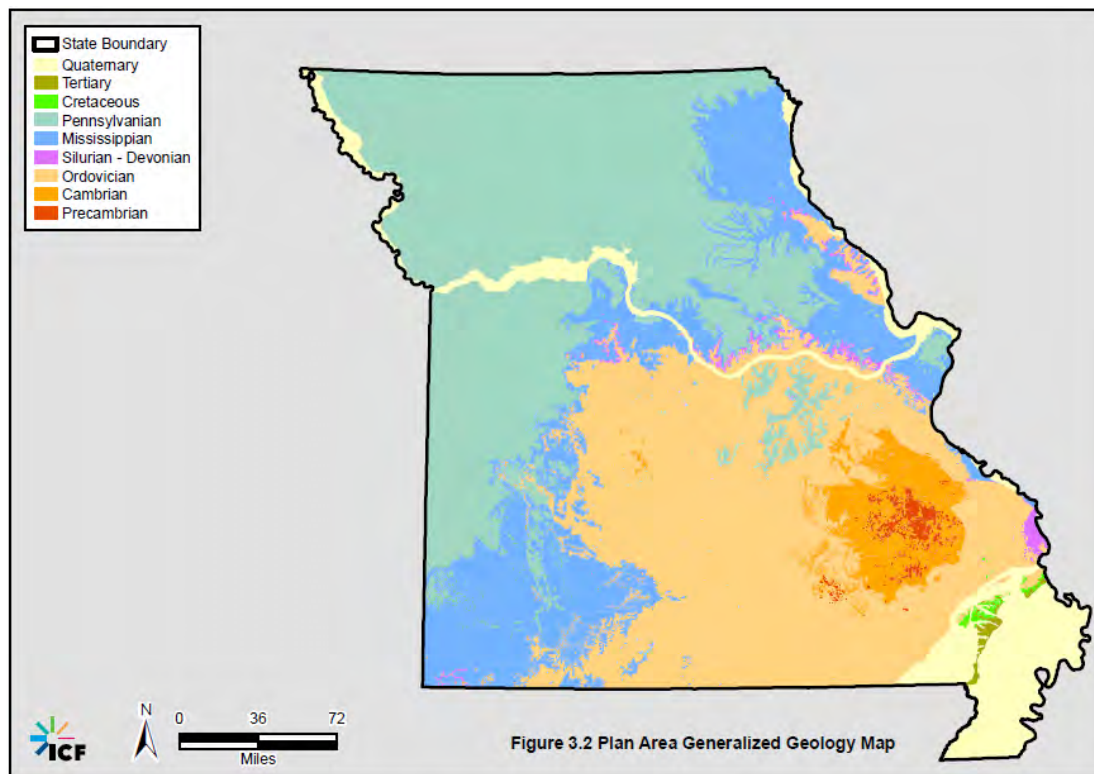 State Boundary
Quaternary
Tertiary
Cretaceous
Pennsylvanian
Mississippian
Silurian - Devonian
Ordovician
Cambrian
Precambrian
ICF
N
0 36 72
Miles
Figure 3.2 Plan Area Generalized Geology Map